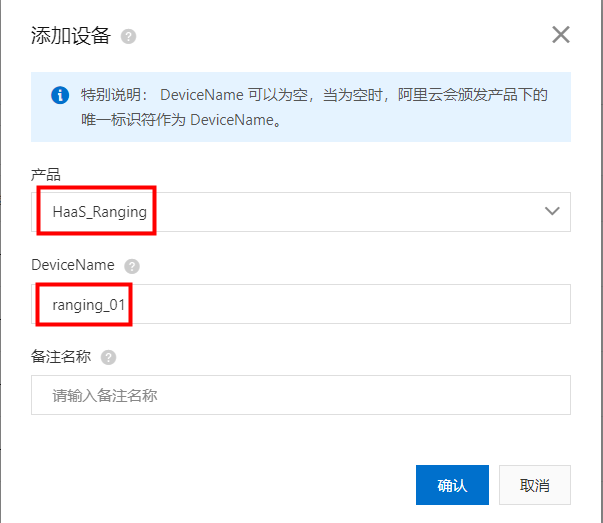 添加设备
特别说明： DeviceName 可以为空，当为空时，阿里云会颁发产品下的
唯一标识符作为 DeviceName。
产品
HaaS_Ranging
DeviceName
ranging_01
备注名称
请输入备注名称
确认 取消